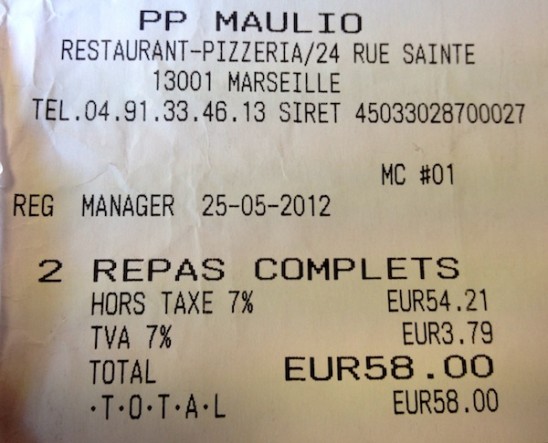 PP MAULIO
RESTAURANT-PIZZERIA/24 RUE SAINTE
13001 MARSEILLE
TEL.04.91.33.46.13 SIRET 45033028700027
MC #01
REG MANAGER 25-05-2012
2 REPAS COMPLETS
HORS TAXE 7% EUR54.21
TVA 7% EUR3.79
TOTAL EUR58.00
·T·O·T·A·L EUR58.00